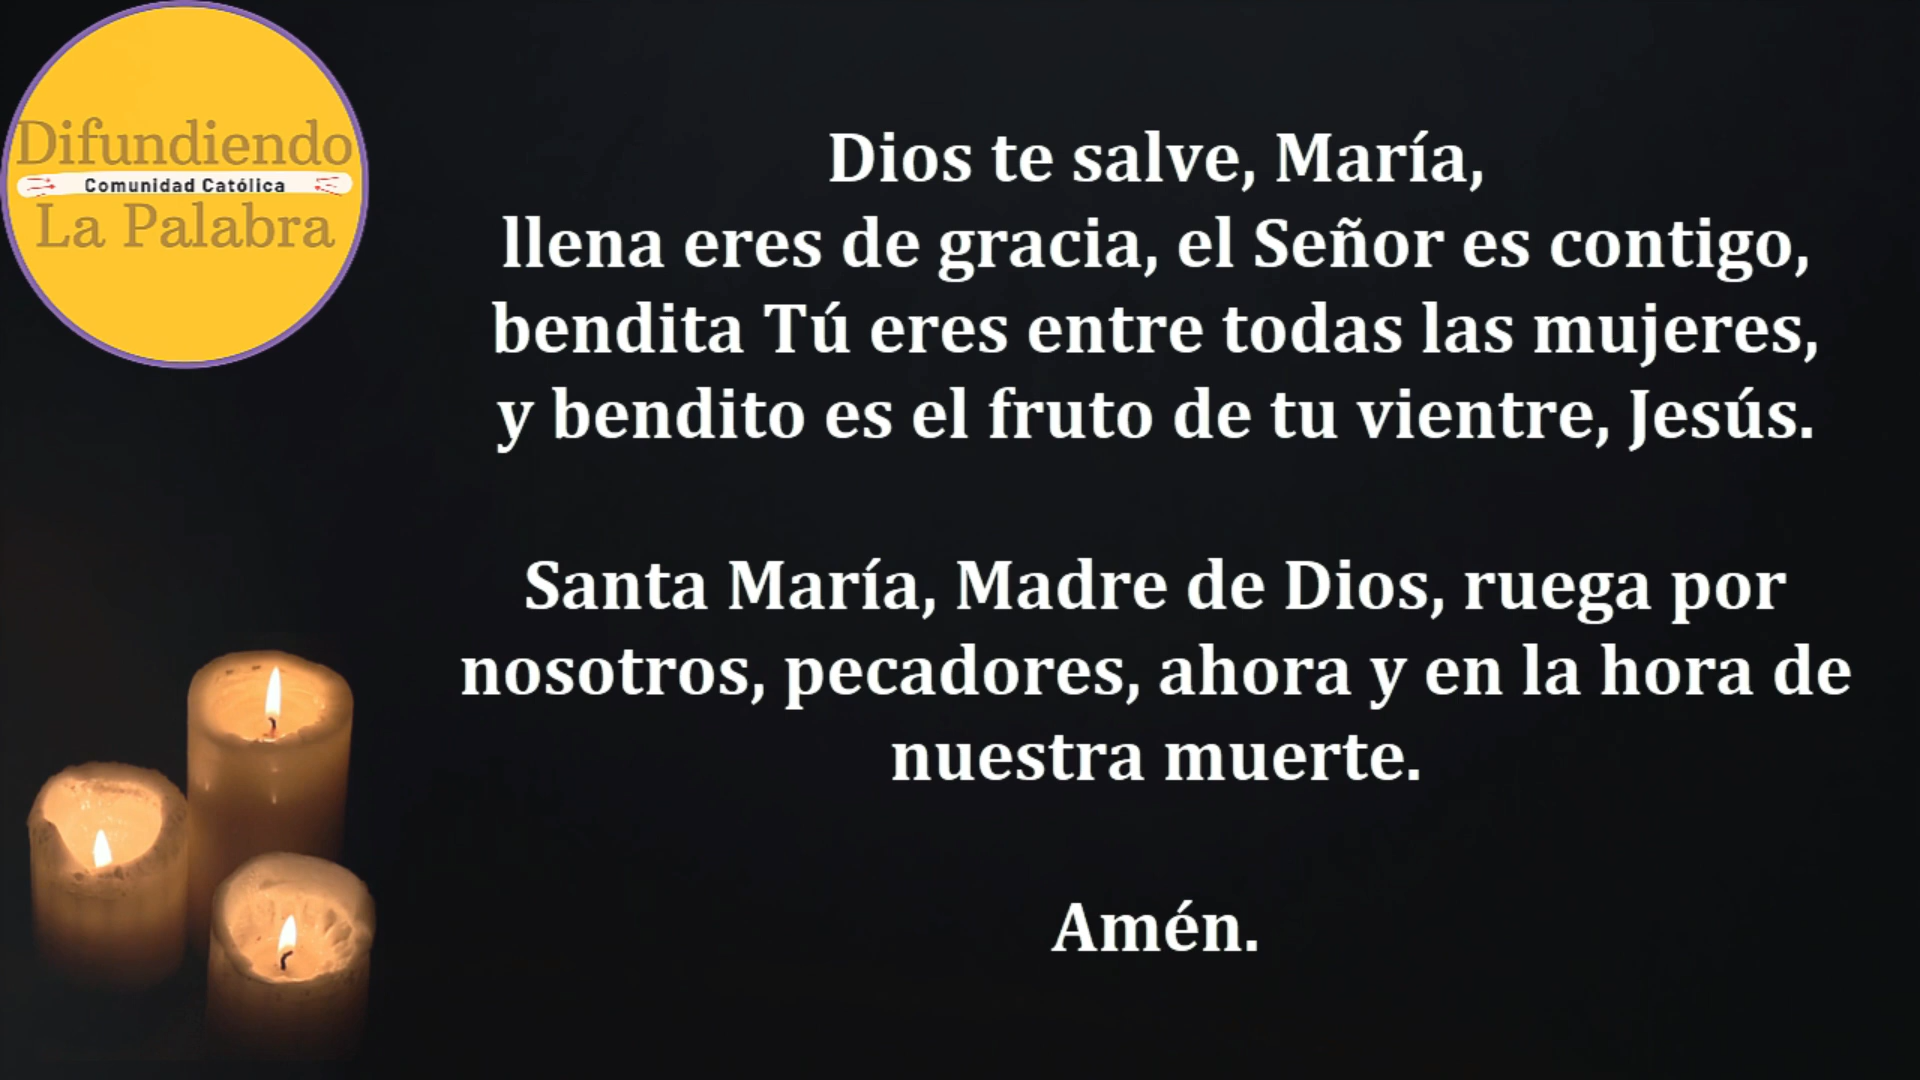 Difundiendo
Comunidad Católica
La Palabra
Dios te salve, María,
llena eres de gracia, el Señor es contigo,
bendita Tú eres entre todas las mujeres,
y bendito es el fruto de tu vientre, Jesús.
Santa María, Madre de Dios, ruega por
nosotros, pecadores, ahora y en la hora de
nuestra muerte.
Amén.